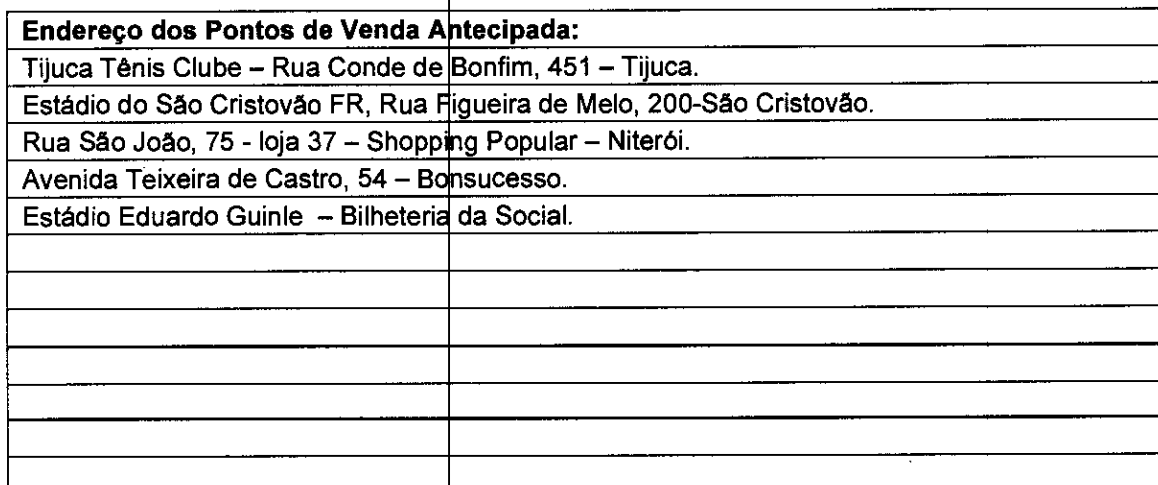 Endereço dos Pontos de Venda Antecipada:
Tijuca Tênis Clube – Rua Conde de Bonfim, 451 – Tijuca.
Estádio do São Cristovão FR, Rua Figueira de Melo, 200-São Cristovão.
Rua São João, 75 - loja 37 – Shopping Popular – Niterói.
Avenida Teixeira de Castro, 54 – Bonsucesso.
Estádio Eduardo Guinle – Bilheteria da Social.